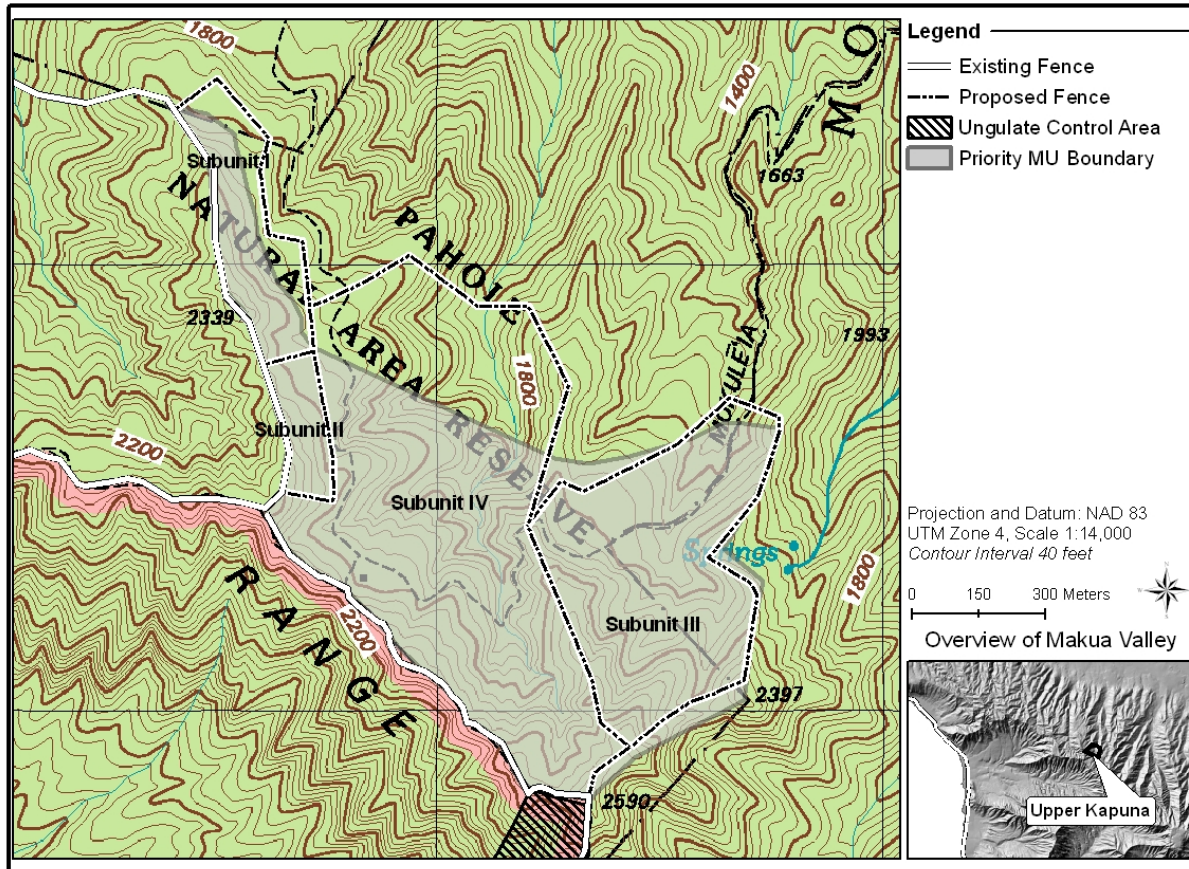 1800
1400
M O
Subunit I
1663
NATURAL AREA RESERVE
PAHOLE
2339
1993
1800
MOKULEIA
2200
Subunit II
Subunit IV
Springs
1800
RANGE
2200
Subunit III
2397
2590
Legend
Existing Fence
Proposed Fence
Ungulate Control Area
Priority MU Boundary
Projection and Datum: NAD 83
UTM Zone 4, Scale 1:14,000
Contour Interval 40 feet
0 150 300 Meters
Overview of Makua Valley
Upper Kapuna